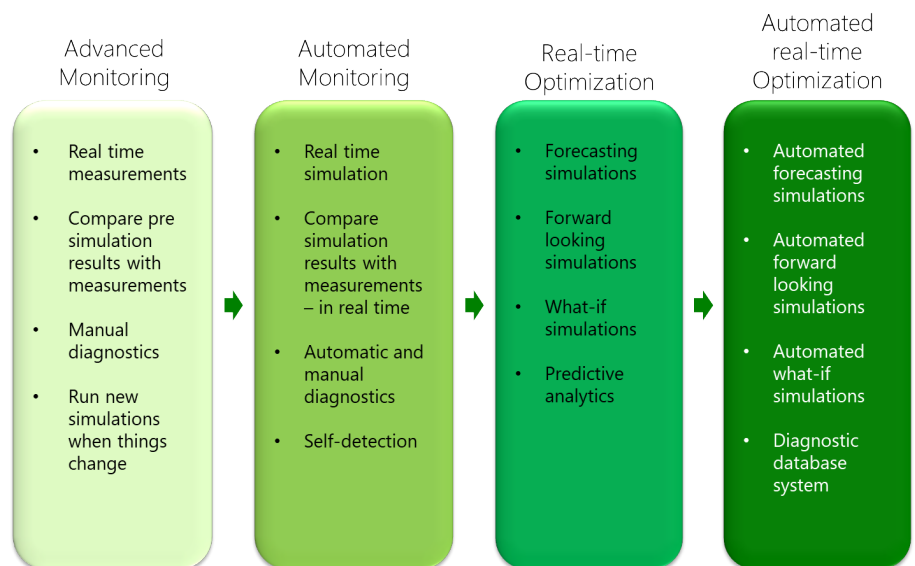 Advanced
Monitoring
• Real time
measurements
• Compare pre
simulation
results with
measurements
• Manual
diagnostics
• Run new
simulations
when things
change
Automated
Monitoring
• Real time
simulation
• Compare
simulation
results with
measurements
– in real time
• Automatic and
manual
diagnostics
• Self-detection
Real-time
Optimization
• Forecasting
simulations
• Forward
looking
simulations
• What-if
simulations
• Predictive
analytics
Automated
real-time
Optimization
• Automated
forecasting
simulations
• Automated
forward
looking
simulations
• Automated
what-if
simulations
• Diagnostic
database
system